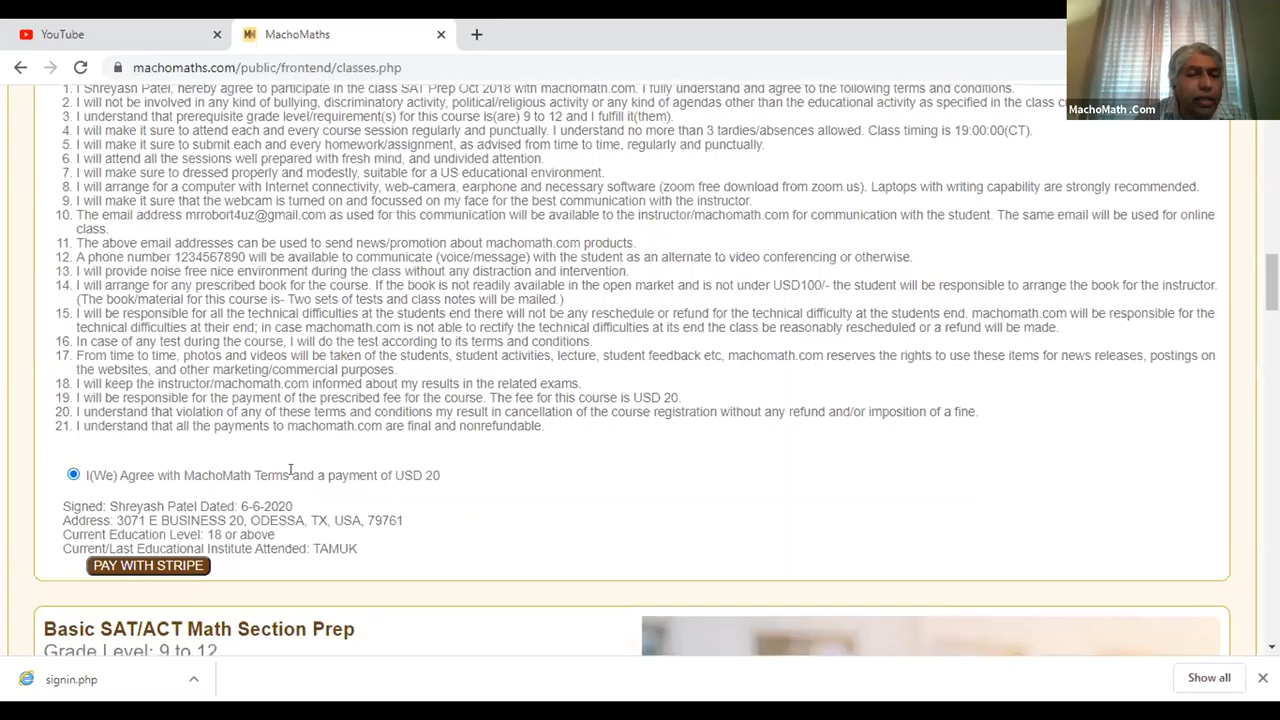 YouTube
MachoMaths
machomaths.com/public/frontend/classes.php
MachoMath .Com
1. I Shreyash Patel, hereby agree to participate in the class SAT Prep Oct 2018 with machomath.com. I fully understand and agree to the following terms and conditions.
2. I will not be involved in any kind of bullying, discriminatory activity, political/religious activity or any kind of agendas other than the educational activity as specified in the class
3. I understand that prerequisite grade level/requirement(s) for this course is(are) 9 to 12 and I fulfill it(them).
4. I will make it sure to attend each and every course session regularly and punctually. I understand no more than 3 tardies/absences allowed. Class timing is 19:00:00(CT).
5. I will make it sure to submit each and every homework/assignment, as advised from time to time, regularly and punctually.
6. I will attend all the sessions well prepared with fresh mind, and undivided attention.
7. I will make sure to dressed properly and modestly, suitable for a US educational environment.
8. I will arrange for a computer with Internet connectivity, web-camera, earphone and necessary software (zoom free download from zoom.us). Laptops with writing capability are strongly recommended.
9. I will make it sure that the webcam is turned on and focussed on my face for the best communication with the instructor.
10. The email address mrrobort4uz@gmail.com as used for this communication will be available to the instructor/machomath.com for communication with the student. The same email will be used for online
class.
11. The above email addresses can be used to send news/promotion about machomath.com products.
12. A phone number 1234567890 will be available to communicate (voice/message) with the student as an alternate to video conferencing or otherwise.
13. I will provide noise free nice environment during the class without any distraction and intervention.
14. I will arrange for any prescribed book for the course. If the book is not readily available in the open market and is not under USD100/- the student will be responsible to arrange the book for the instructor.
(The book/material for this course is- Two sets of tests and class notes will be mailed.)
15. I will be responsible for all the technical difficulties at the students end there will not be any reschedule or refund for the technical difficulty at the students end. machomath.com will be responsible for the
technical difficulties at their end; in case machomath.com is not able to rectify the technical difficulties at its end the class be reasonably rescheduled or a refund will be made.
16. In case of any test during the course, I will do the test according to its terms and conditions.
17. From time to time, photos and videos will be taken of the students, student activities, lecture, student feedback etc, machomath.com reserves the rights to use these items for news releases, postings on
the websites, and other marketing/commercial purposes.
18. I will keep the instructor/machomath.com informed about my results in the related exams.
19. I will be responsible for the payment of the prescribed fee for the course. The fee for this course is USD 20.
20. I understand that violation of any of these terms and conditions my result in cancellation of the course registration without any refund and/or imposition of a fine.
21. I understand that all the payments to machomath.com are final and nonrefundable.
I(We) Agree with MachoMath Terms and a payment of USD 20
Signed: Shreyash Patel Dated: 6-6-2020
Address: 3071 E BUSINESS 20, ODESSA, TX, USA, 79761
Current Education Level: 18 or above
Current/Last Educational Institute Attended: TAMUK
PAY WITH STRIPE
Basic SAT/ACT Math Section Prep
Grade Level: 9 to 12
signin.php
Show all